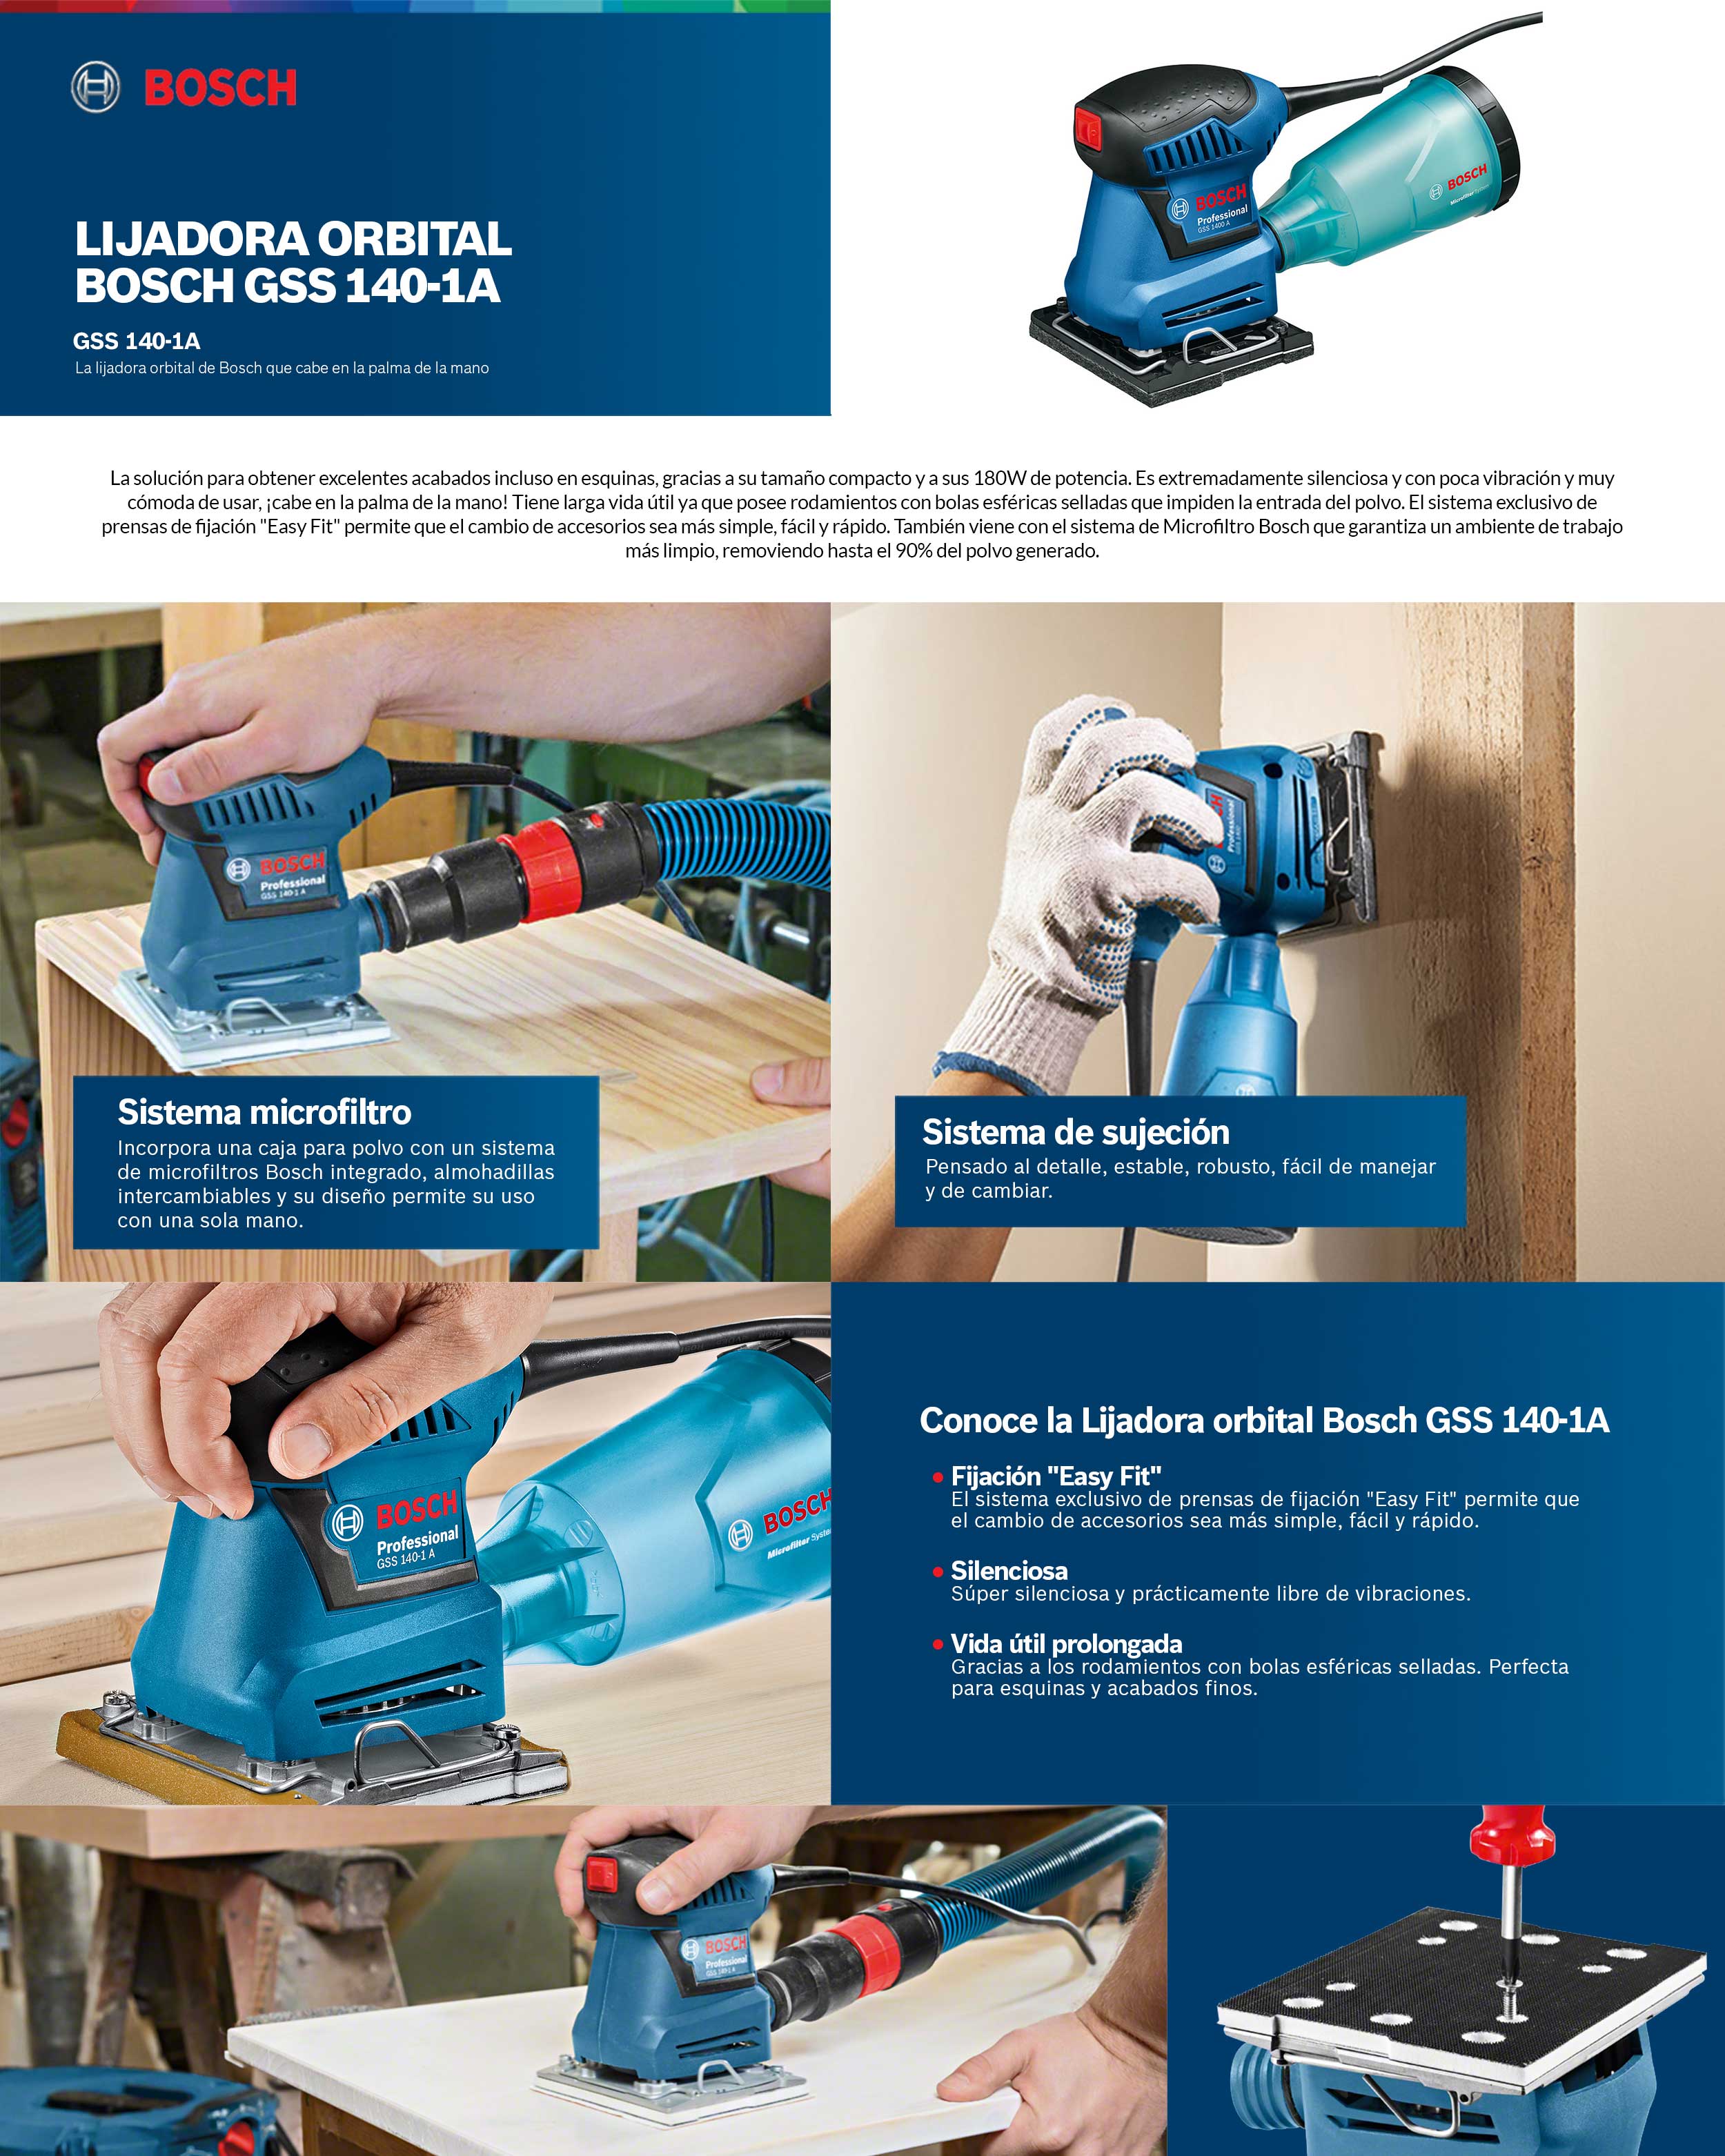 BOSCH
LIJADORA ORBITAL
BOSCH GSS 140-1A
GSS 140-1A
La lijadora orbital de Bosch que cabe en la palma de la mano
BOSCH
Professional
GSS 1400 A
BOSCH
Microfilter System
La solución para obtener excelentes acabados incluso en esquinas, gracias a su tamaño compacto y a sus 180W de potencia. Es extremadamente silenciosa y con poca vibración y muy
cómoda de usar, ¡cabe en la palma de la mano! Tiene larga vida útil ya que posee rodamientos con bolas esféricas selladas que impiden la entrada del polvo. El sistema exclusivo de
prensas de fijación "Easy Fit" permite que el cambio de accesorios sea más simple, fácil y rápido. También viene con el sistema de Microfiltro Bosch que garantiza un ambiente de trabajo
más limpio, removiendo hasta el 90% del polvo generado.
BOSCH
Professional
GSS 140-1 A
Professional
Sistema microfiltro
Incorpora una caja para polvo con un sistema
de microfiltros Bosch integrado, almohadillas
intercambiables y su diseño permite su uso
con una sola mano.
Sistema de sujeción
Pensado al detalle, estable, robusto, fácil de manejar
y de cambiar.
BOSCH
Professional
GSS 140-1 A
BOSCH
Microfilter Syste
Conoce la Lijadora orbital Bosch GSS 140-1A
• Fijación "Easy Fit"
El sistema exclusivo de prensas de fijación "Easy Fit" permite que
el cambio de accesorios sea más simple, fácil y rápido.
• Silenciosa
Súper silenciosa y prácticamente libre de vibraciones.
• Vida útil prolongada
Gracias a los rodamientos con bolas esféricas selladas. Perfecta
para esquinas y acabados finos.
BOSCH
Professional
GSS 140-1 A